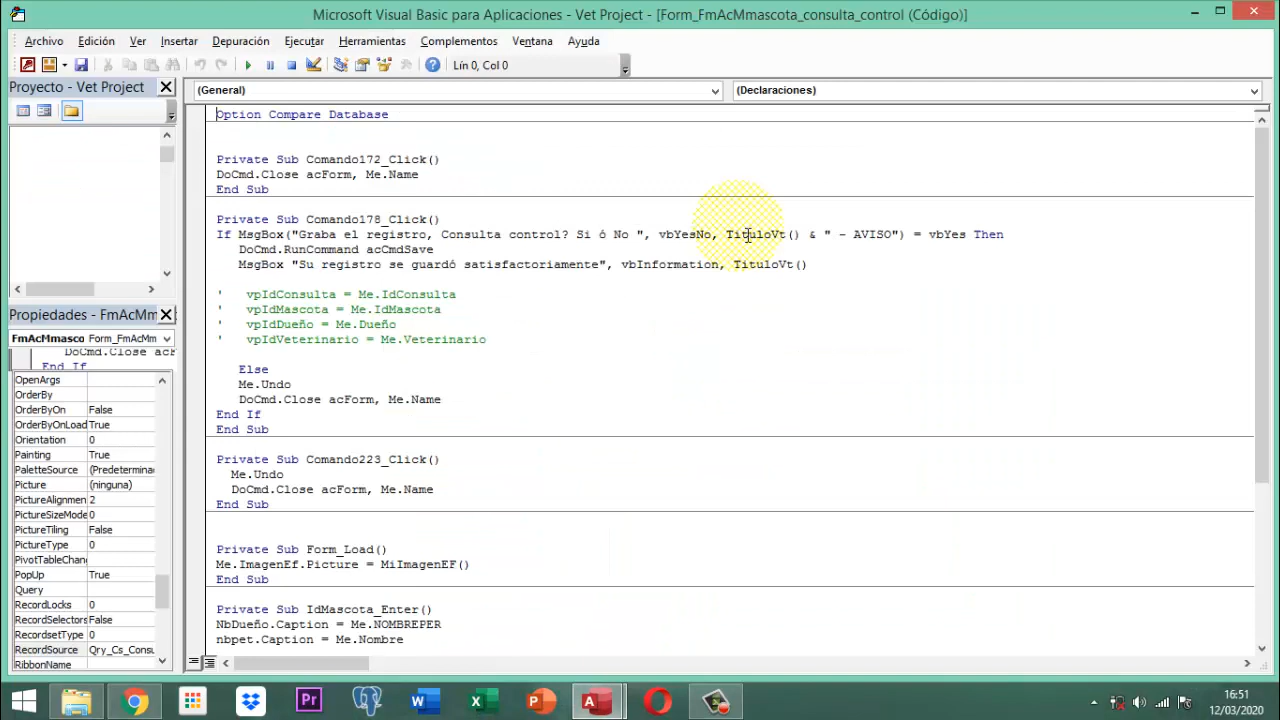 Microsoft Visual Basic para Aplicaciones - Vet Project - [Form_FmAcMmascota_consulta_control (Código)]
Archivo Edición Ver Insertar Depuración Ejecutar Herramientas Complementos Ventana Ayuda
Lín 0, Col 0
Proyecto - Vet Project
(General) (Declaraciones)
Option Compare Database
Private Sub Comando172_Click()
DoCmd.Close acForm, Me.Name
End Sub
Private Sub Comando178_Click()
If MsgBox("Graba el registro, Consulta control? Si ó No ", vbYesNo, TituloVt() & " - AVISO") = vbYes Then
DoCmd.RunCommand acCmdSave
MsgBox "Su registro se guardó satisfactoriamente", vbInformation, TituloVt()
' vpIdConsulta = Me.IdConsulta
' vpIdMascota = Me.IdMascota
' vpIdDueño = Me.Dueño
' vpIdVeterinario = Me.Veterinario
Else
Me.Undo
DoCmd.Close acForm, Me.Name
End If
End Sub
Private Sub Comando223_Click()
Me.Undo
DoCmd.Close acForm, Me.Name
End Sub
Private Sub Form_Load()
Me.ImagenEf.Picture = MiImagenEF()
End Sub
Private Sub IdMascota_Enter()
NbDueño.Caption = Me.NOMBREPER
nbpet.Caption = Me.Nombre
Propiedades - FmAcM
FmAcMmasco Form_FmAcMm
DoCmd.Close acF
End If
OpenArgs
OrderBy
OrderByOn False
OrderByOnLoad True
Orientation 0
Painting True
PaletteSource (Predeterminad
Picture (ninguna)
PictureAlignmen 2
PictureSizeMode 0
PictureTiling False
PictureType 0
PivotTableChan
PopUp True
Query
RecordLocks 0
RecordSelectors False
RecordsetType 0
RecordSource Qry_Cs_Consu
RibbonName
Pr
16:51
12/03/2020